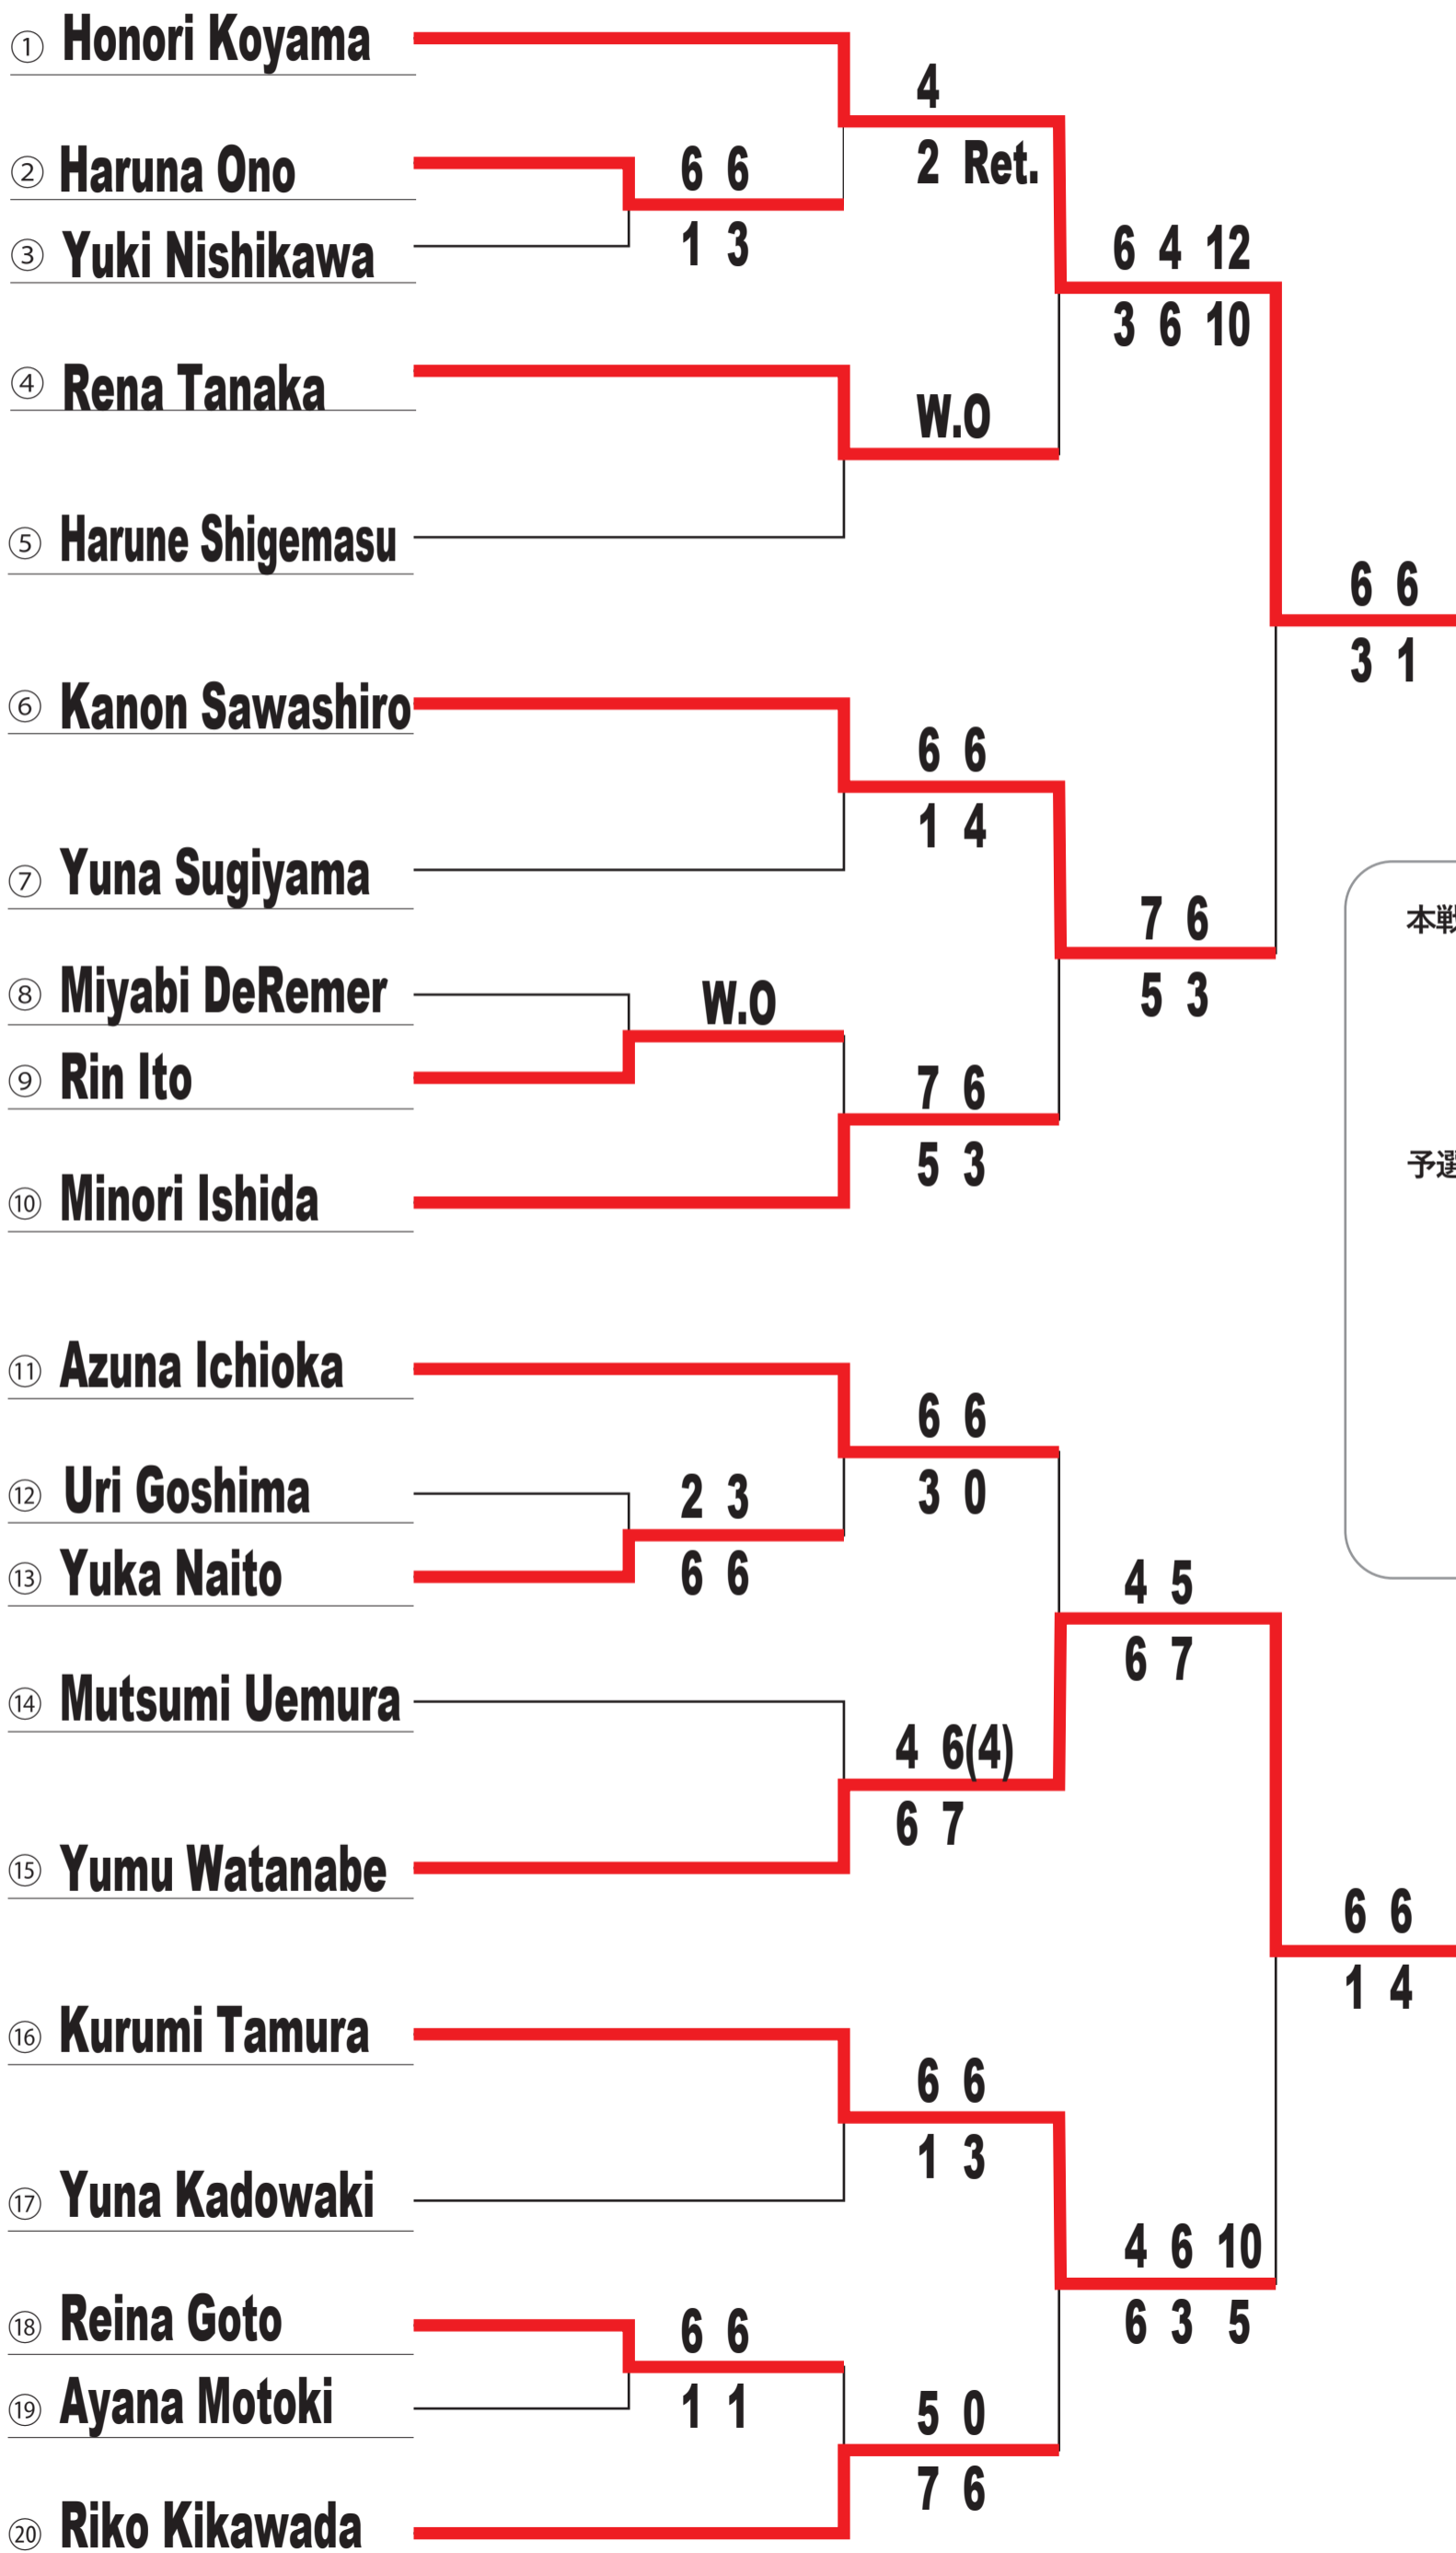 ① Honori Koyama
4
2 Ret.
② Haruna Ono
6 6
1 3
③ Yuki Nishikawa
6 4 12
3 6 10
④ Rena Tanaka
W.O
⑤ Harune Shigemasu
6 6
3 1
⑥ Kanon Sawashiro
6 6
1 4
⑦ Yuna Sugiyama
7 6
5 3
本戦
⑧ Miyabi DeRemer
W.O
⑨ Rin Ito
7 6
5 3
予選
⑩ Minori Ishida
⑪ Azuna Ichioka
6 6
3 0
⑫ Uri Goshima
2 3
6 6
⑬ Yuka Naito
4 5
6 7
⑭ Mutsumi Uemura
4 6(4)
6 7
⑮ Yumu Watanabe
6 6
1 4
⑯ Kurumi Tamura
6 6
1 3
⑰ Yuna Kadowaki
4 6 10
6 3 5
⑱ Reina Goto
6 6
1 1
⑲ Ayana Motoki
5 0
7 6
⑳ Riko Kikawada